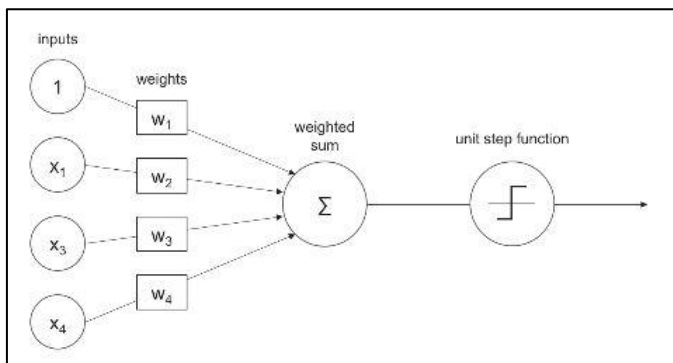 inputs
1
x₁
x₃
x₄
weights
w₁
w₂
w₃
w₄
weighted
sum
Σ
unit step function